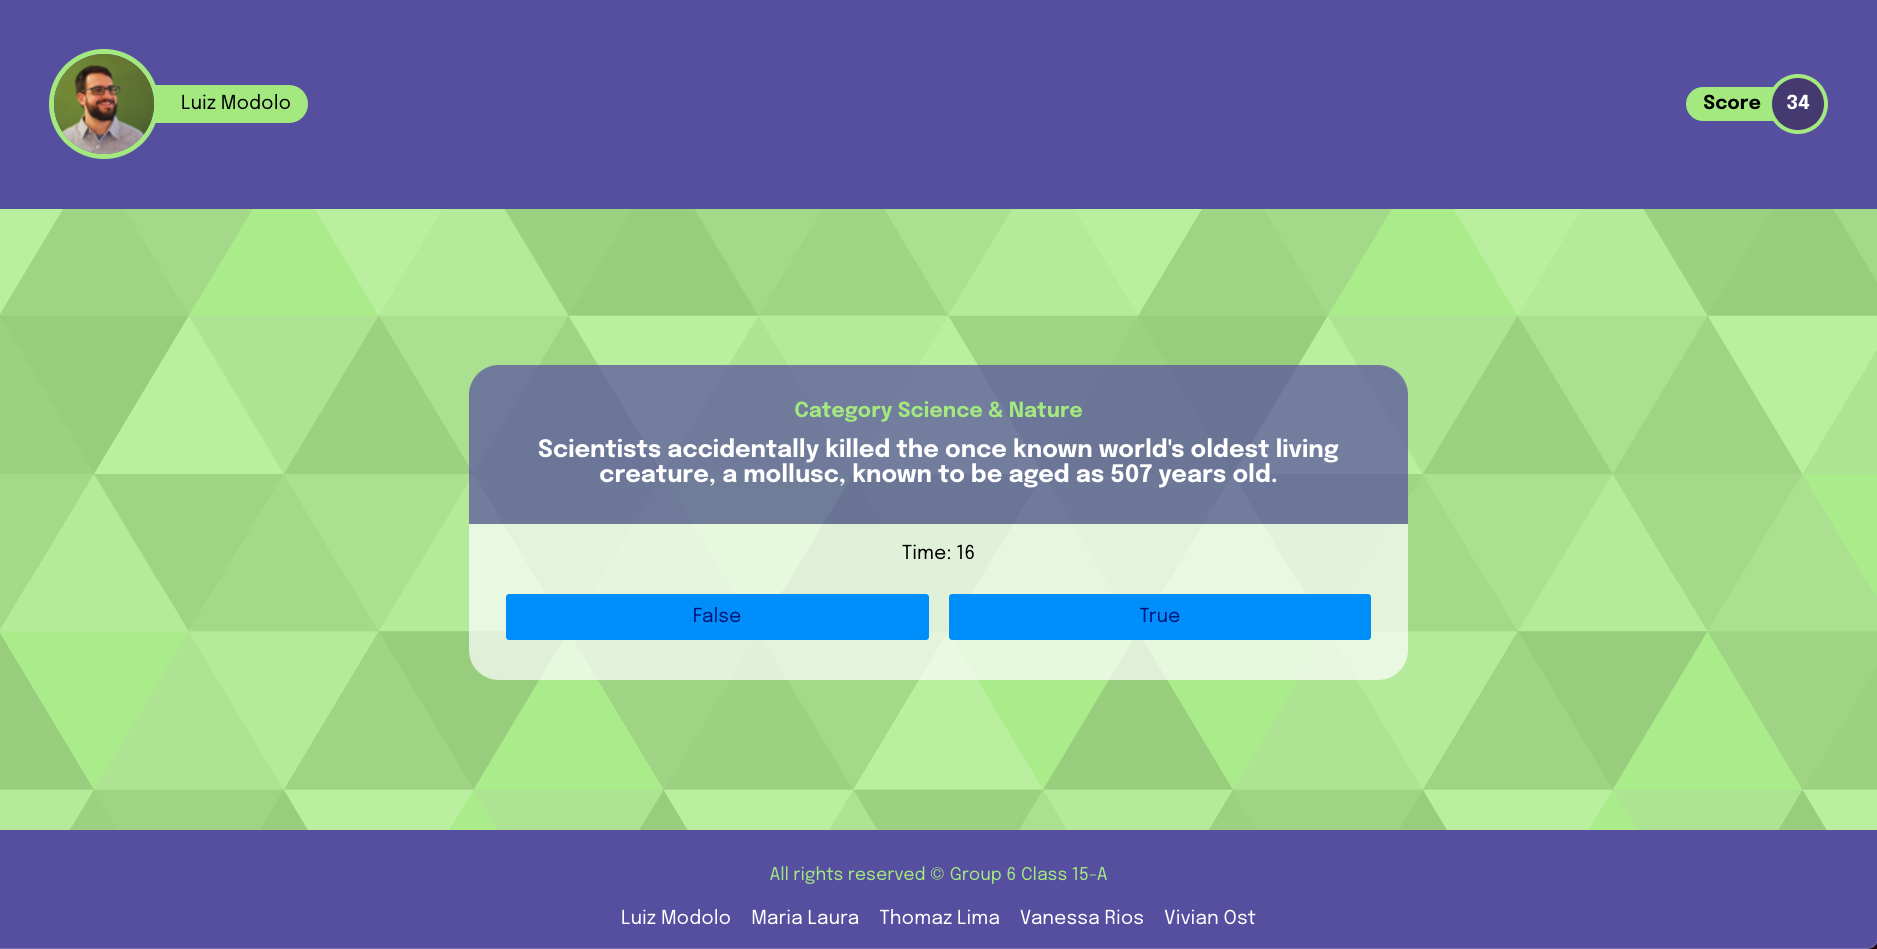 Luiz Modolo
Score 34
Category Science & Nature
Scientists accidentally killed the once known world's oldest living
creature, a mollusc, known to be aged as 507 years old.
Time: 16
False True
All rights reserved © Group 6 Class 15-A
Luiz Modolo Maria Laura Thomaz Lima Vanessa Rios Vivian Ost